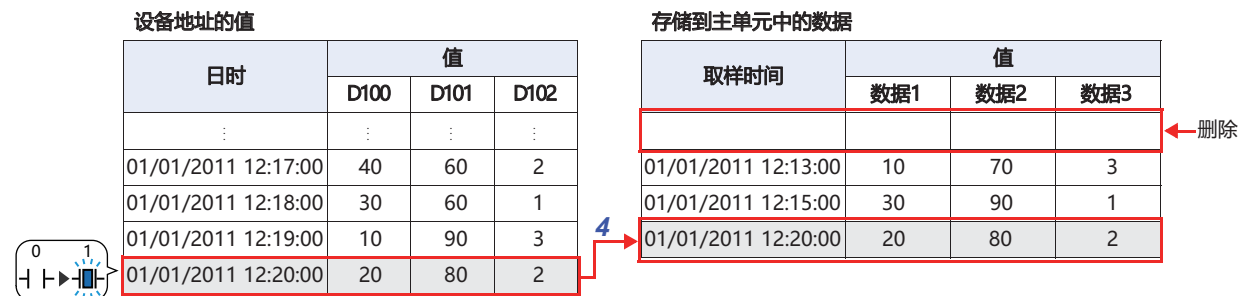 设备地址的值
日时 值
D100 D101 D102
⋮ ⋮ ⋮ ⋮
01/01/2011 12:17:00 40 60 2
01/01/2011 12:18:00 30 60 1
01/01/2011 12:19:00 10 90 3
01/01/2011 12:20:00 20 80 2
0 1
4
存储到主单元中的数据
取样时间 值
数据1 数据2 数据3
删除
01/01/2011 12:13:00 10 70 3
01/01/2011 12:15:00 30 90 1
01/01/2011 12:20:00 20 80 2